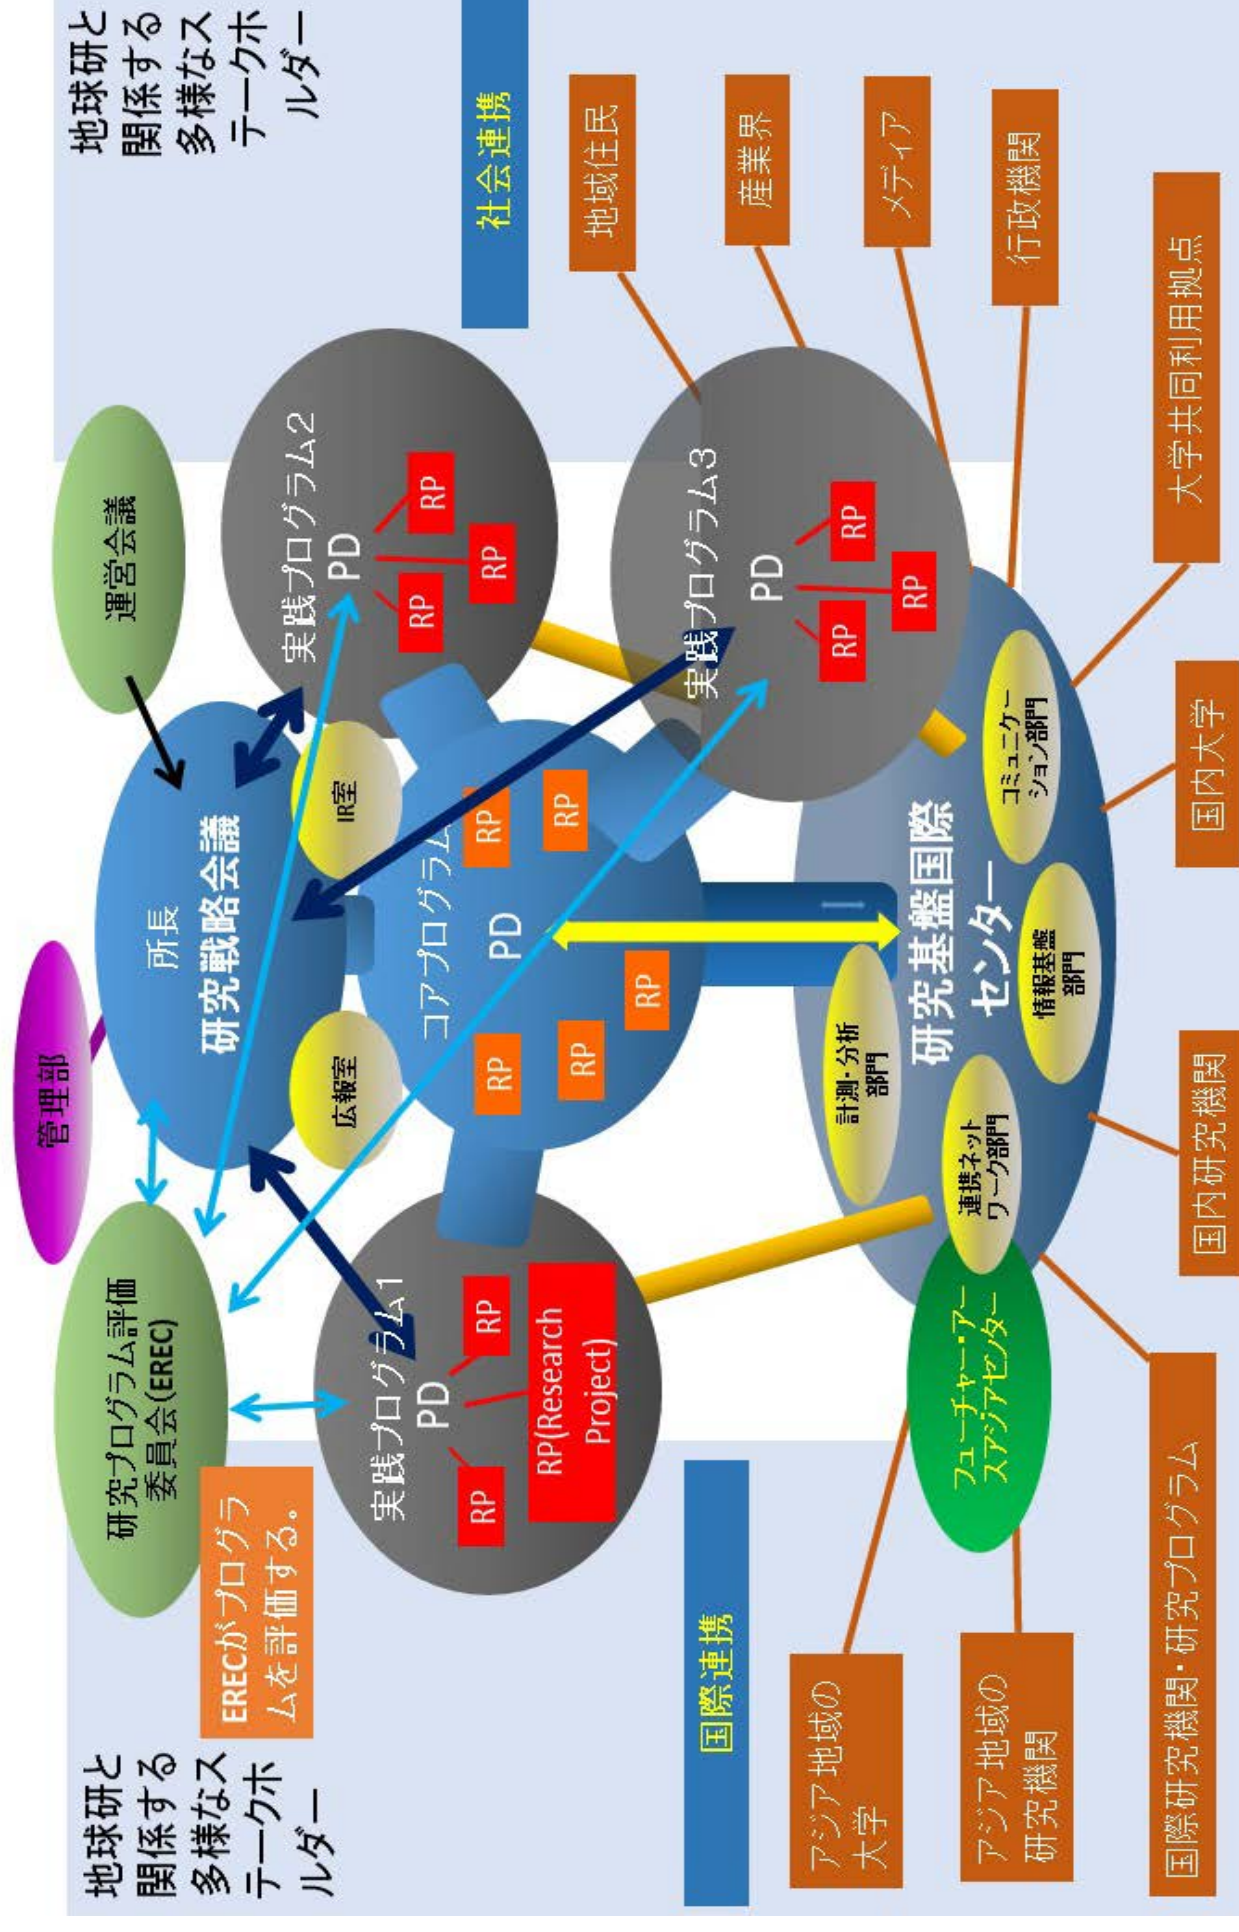 地球研と
関係する
多様なス
テークホ
ルダー
研究プログラム評価
委員会(EREC)
管理部
運営会議
地球研と
関係する
多様なス
テークホ
ルダー
ERECがプログラ
ムを評価する。
所長
研究戦略会議
広報室
IR室
実践プログラム1
PD
RP
RP(Research
Project)
RP
コアプログラム
PD
RP
RP
RP
RP
RP
実践プログラム2
PD
RP
RP
RP
社会連携
実践プログラム3
PD
RP
RP
RP
地域住民
産業界
メディア
行政機関
国際連携
計測・分析
部門
研究基盤国際
センター
連携ネット
ワーク部門
情報基盤
部門
コミュニケー
ション部門
フューチャー・アー
スアジアセンター
アジア地域の
大学
アジア地域の
研究機関
国際研究機関・研究プログラム
国内研究機関
国内大学
大学共同利用拠点